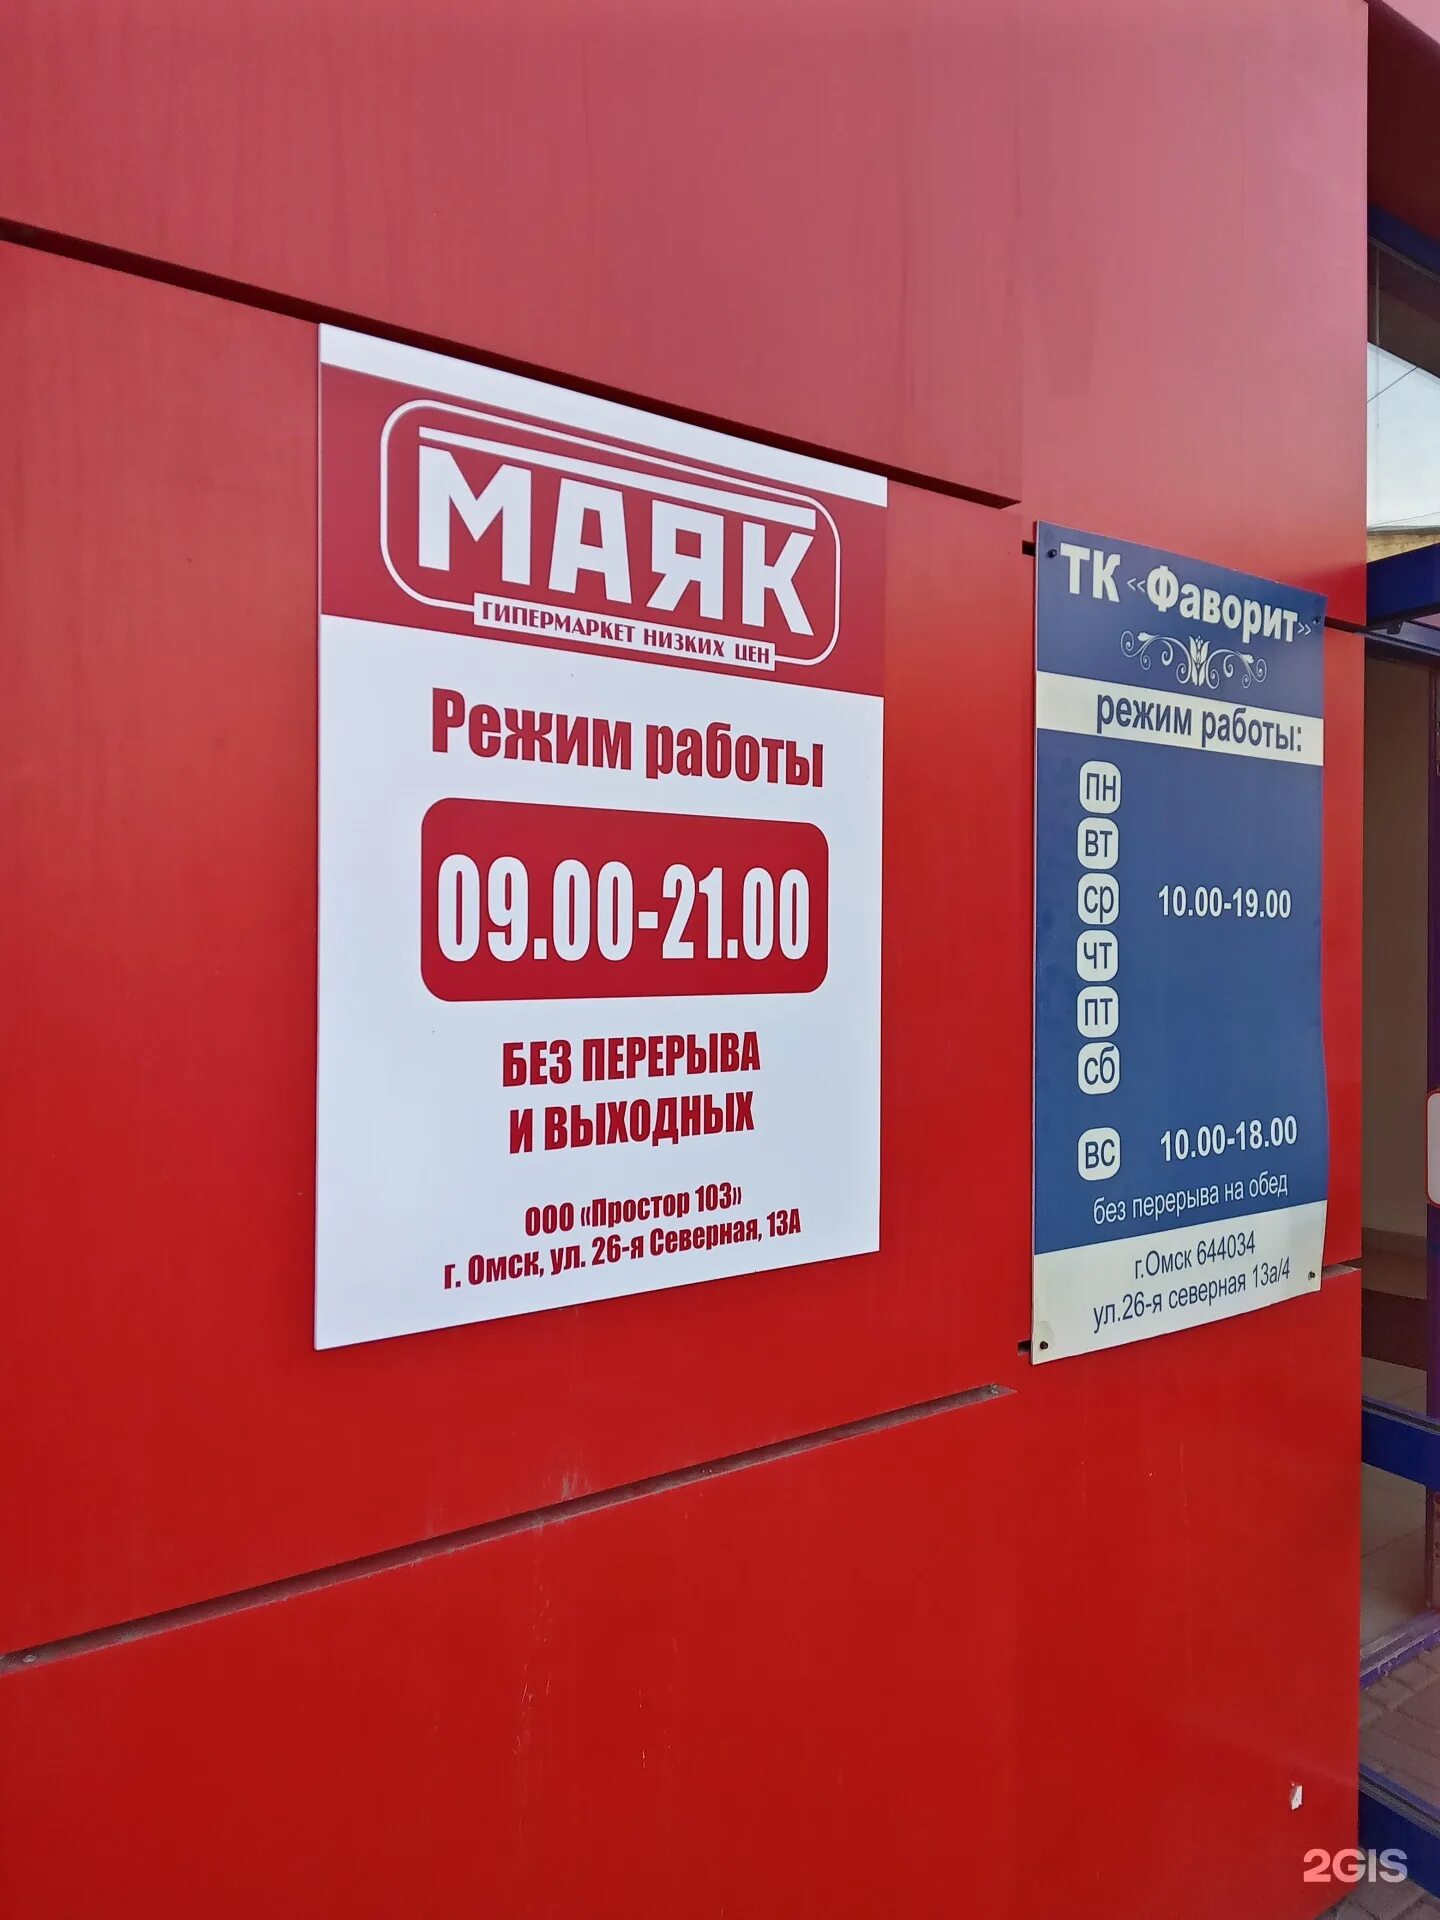 МАЯК
ГИПЕРМАРКЕТ НИЗКИХ ЦЕН
Режим работы
09.00-21.00
БЕЗ ПЕРЕРЫВА
И ВЫХОДНЫХ
ООО «Простор 103»
г. Омск, ул. 26-я Северная, 13А
ТК «Фаворит»
режим работы:
пн
вт
ср 10.00-19.00
чт
пт
сб
вс 10.00-18.00
без перерыва на обед
г.Омск 644034
ул.26-я северная 13а/4
2GIS